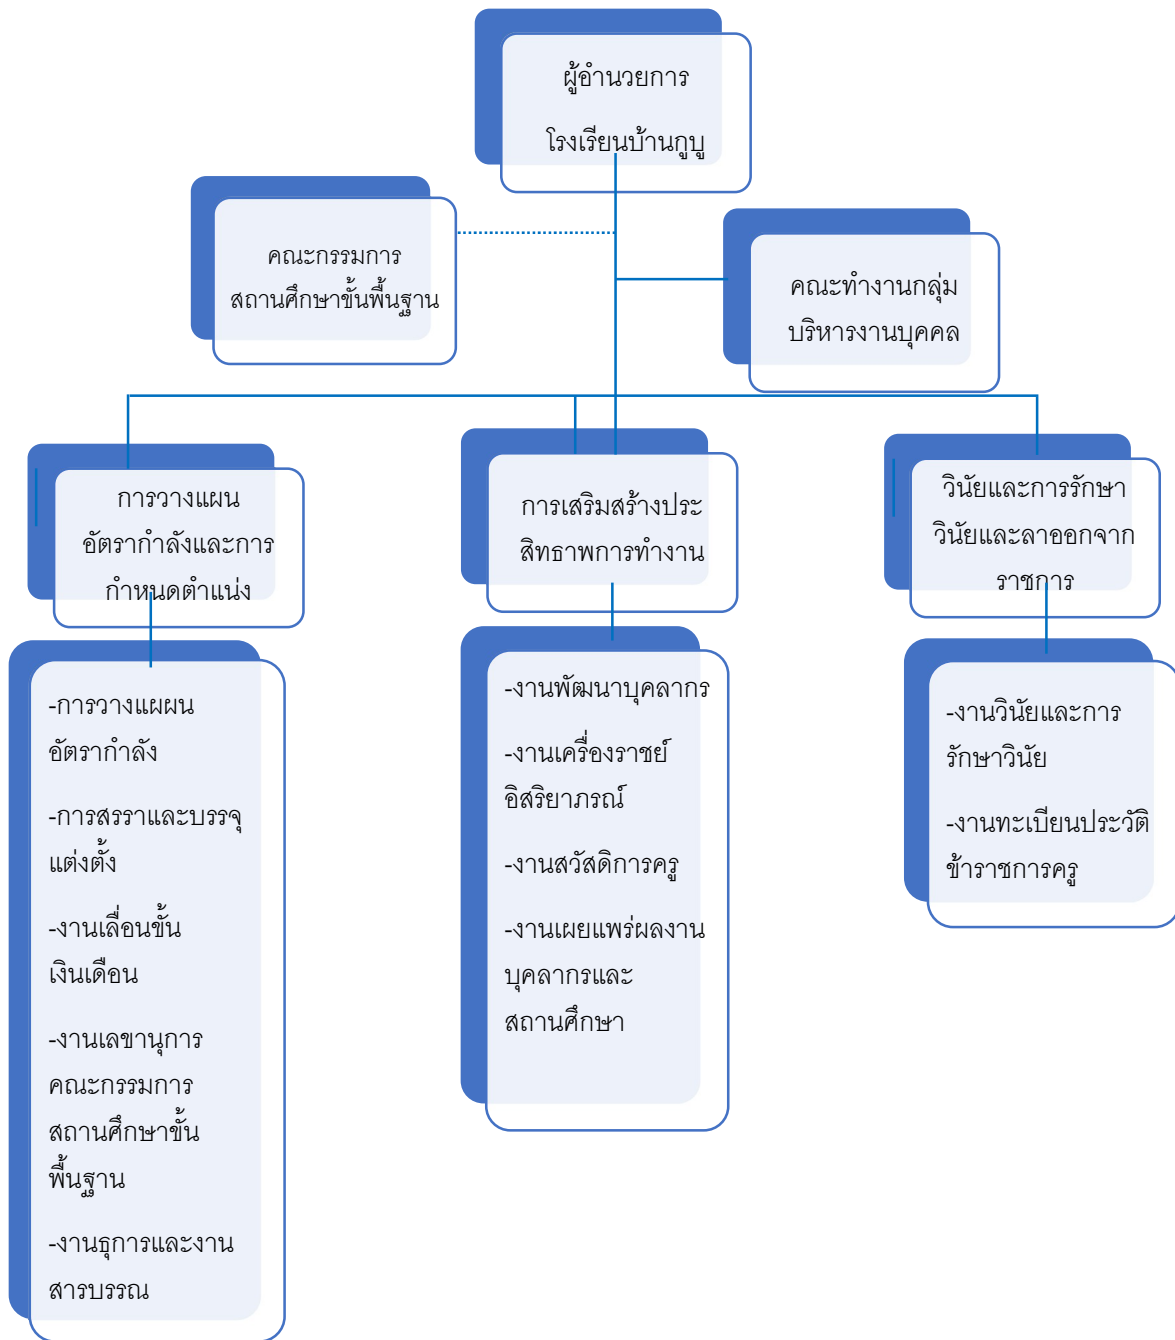 ผู้อำนวยการ
โรงเรียนบ้านกูบู
คณะกรรมการ
สถานศึกษาขั้นพื้นฐาน
คณะทำงานกลุ่ม
บริหารงานบุคคล
การวางแผน
อัตรากำลังและการ
กำหนดตำแน่ง
การเสริมสร้างประ
สิทธาพการทำงาน
วินัยและการรักษา
วินัยและลาออกจาก
ราชการ
-การวางแผผน
อัตรากำลัง
-การสรราและบรรจุ
แต่งตั้ง
-งานเลื่อนขั้น
เงินเดือน
-งานเลขานุการ
คณะกรรมการ
สถานศึกษาขั้น
พื้นฐาน
-งานธุการและงาน
สารบรรณ
-งานพัฒนาบุคลากร
-งานเครื่องราชย์
อิสริยาภรณ์
-งานสวัสดิการครู
-งานเผยแพร่ผลงาน
บุคลากรและ
สถานศึกษา
-งานวินัยและการ
รักษาวินัย
-งานทะเบียนประวัติ
ข้าราชการครู